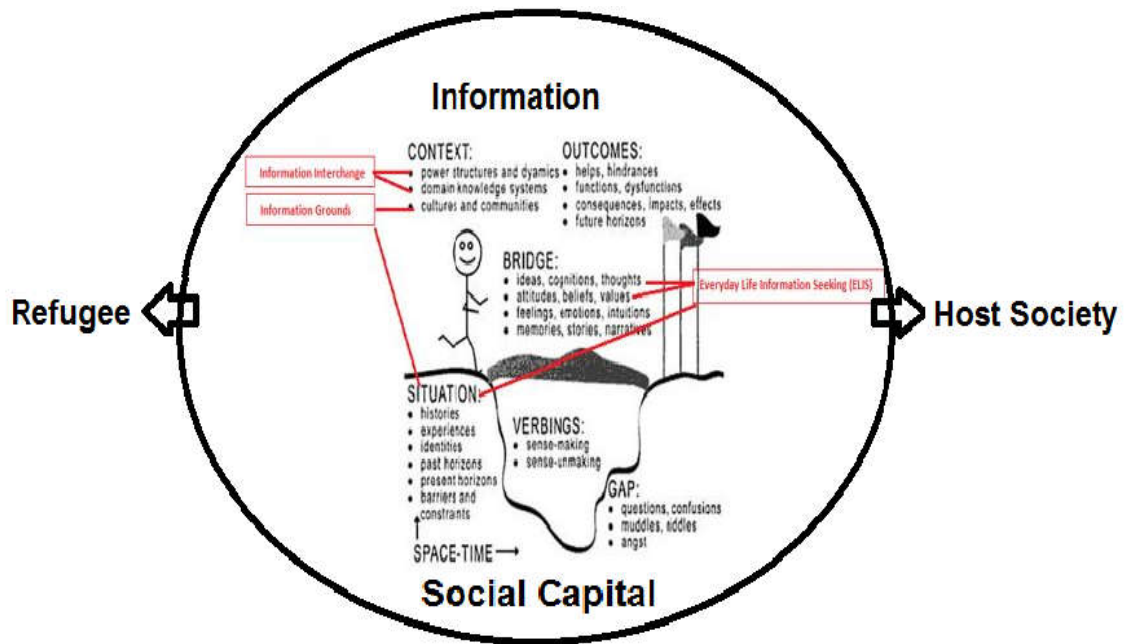 Information
CONTEXT:
• power structures and dyamics
• domain knowledge systems
• cultures and communities
OUTCOMES:
• helps, hindrances
• functions, dysfunctions
• consequences, impacts, effects
• future horizons
Information Interchange
Information Grounds
BRIDGE:
• ideas, cognitions, thoughts
• attitudes, beliefs, values
• feelings, emotions, intuitions
• memories, stories, narratives
Everyday Life Information Seeking (ELIS)
Refugee
Host Society
SITUATION:
• histories
• experiences
• identities
• past horizons
• present horizons
• barriers and
constraints
VERBINGS:
• sense-making
• sense-unmaking
GAP:
• questions, confusions
• muddles, riddles
• angst
SPACE-TIME
Social Capital